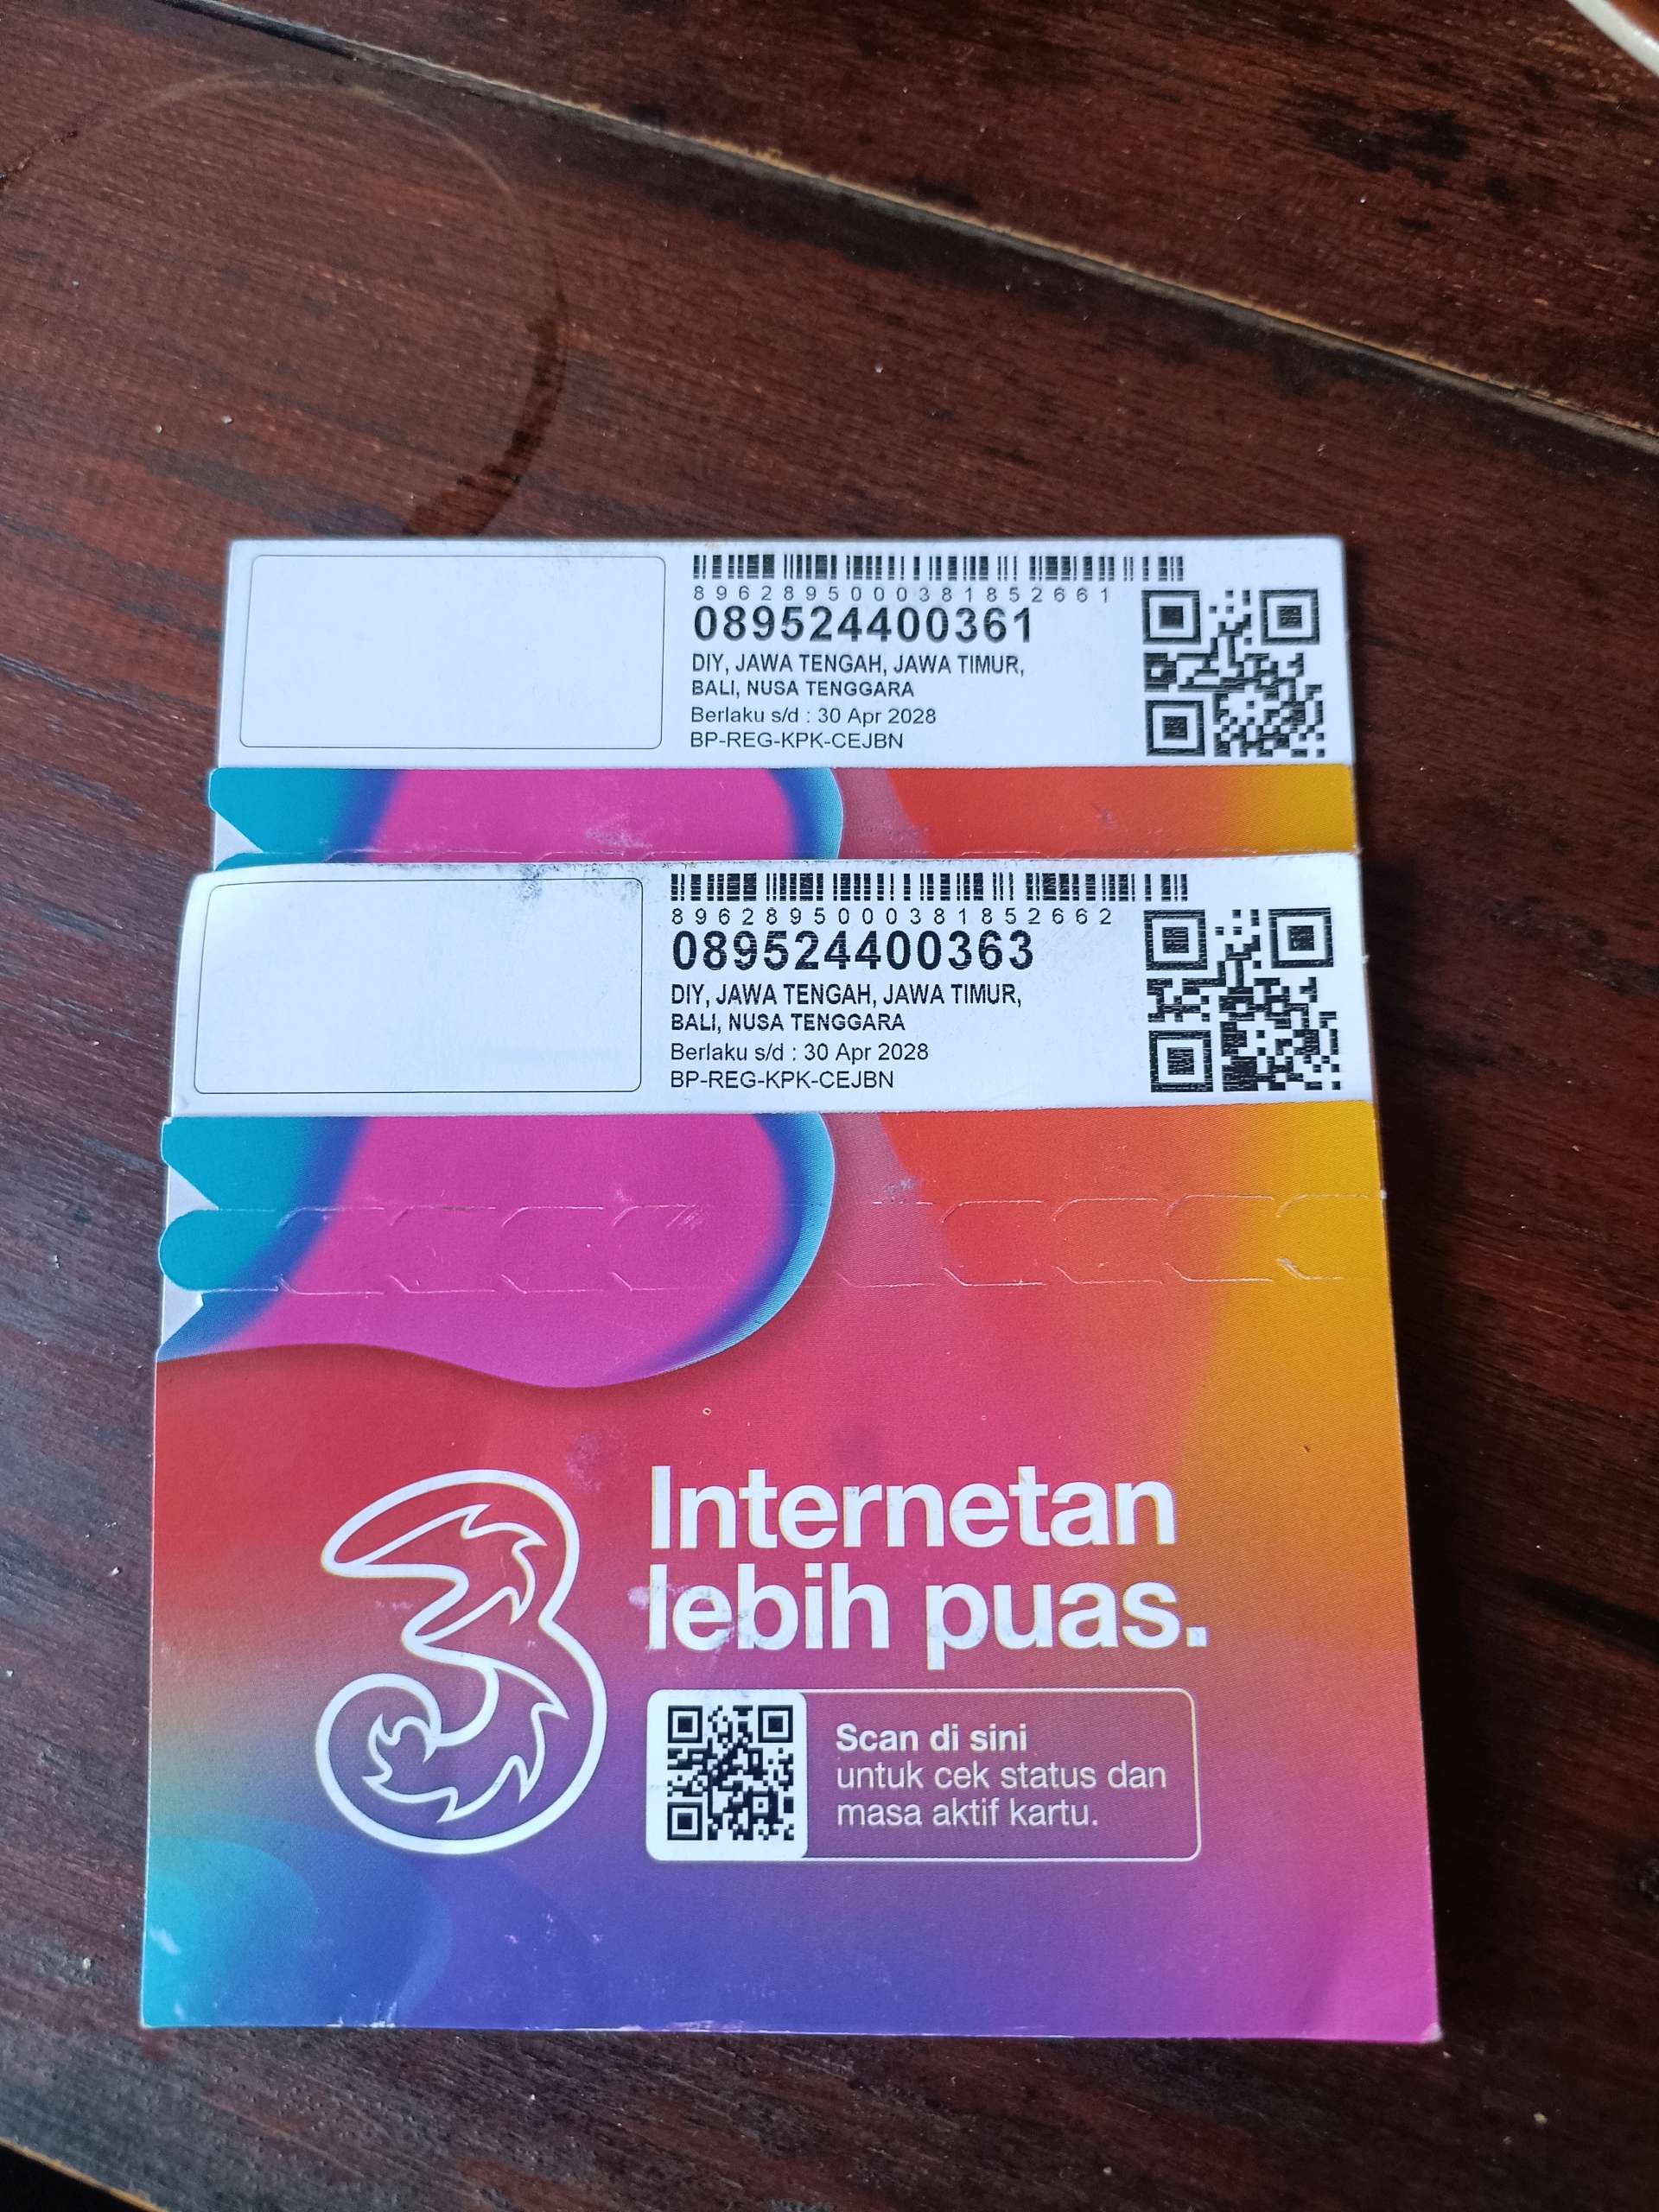 8962895000381852661
089524400361
DIY, JAWA TENGAH, JAWA TIMUR,
BALI, NUSA TENGGARA
Berlaku s/d : 30 Apr 2028
BP-REG-KPK-CEJBN
8962895000381852662
089524400363
DIY, JAWA TENGAH, JAWA TIMUR,
BALI, NUSA TENGGARA
Berlaku s/d : 30 Apr 2028
BP-REG-KPK-CEJBN
3
Internetan
lebih puas.
Scan di sini
untuk cek status dan
masa aktif kartu.